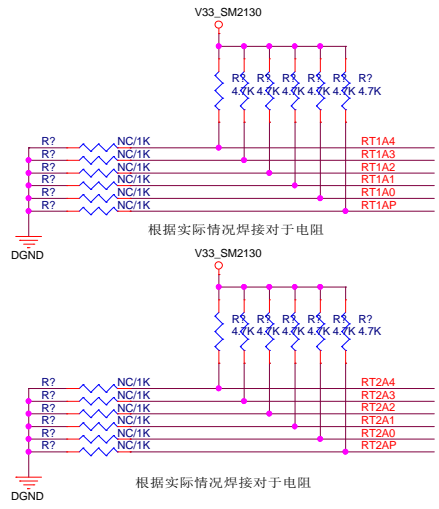 V33_SM2130
R? R? R? R? R? R?
4.7K 4.7K 4.7K 4.7K 4.7K 4.7K
R? NC/1K RT1A4
R? NC/1K RT1A3
R? NC/1K RT1A2
R? NC/1K RT1A1
R? NC/1K RT1A0
R? NC/1K RT1AP
根据实际情况焊接对于电阻
DGND
V33_SM2130
R? R? R? R? R? R?
4.7K 4.7K 4.7K 4.7K 4.7K 4.7K
R? NC/1K RT2A4
R? NC/1K RT2A3
R? NC/1K RT2A2
R? NC/1K RT2A1
R? NC/1K RT2A0
R? NC/1K RT2AP
根据实际情况焊接对于电阻
DGND